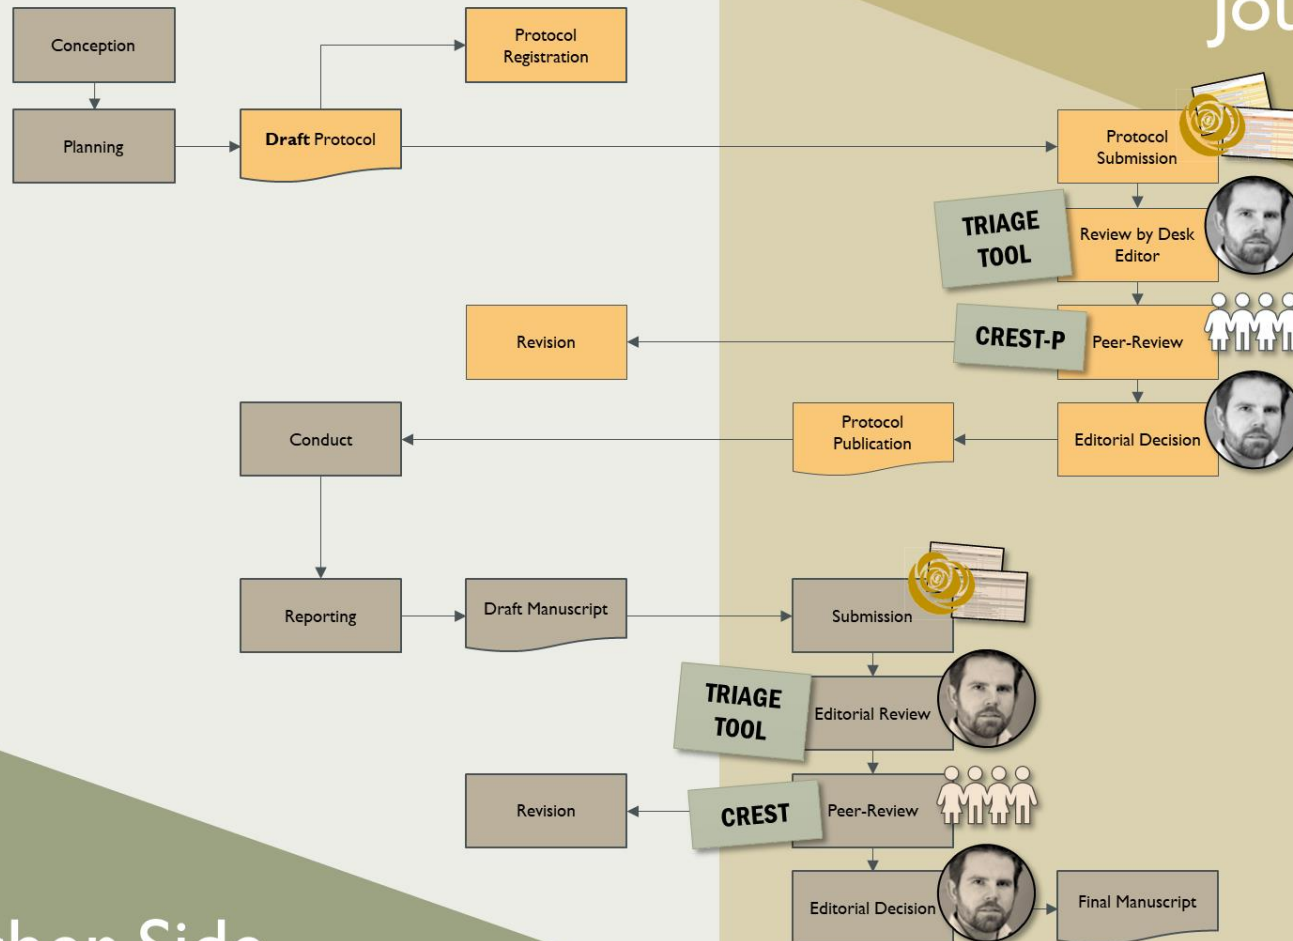 Conception
Protocol
Registration
Planning
Draft Protocol
Protocol
Submission
TRIAGE
TOOL
Review by Desk
Editor
CREST-P
Peer-Review
Revision
Conduct
Protocol
Publication
Editorial Decision
Reporting
Draft Manuscript
Submission
TRIAGE
TOOL
Editorial Review
Revision
CREST
Peer-Review
Editorial Decision
Final Manuscript
Side